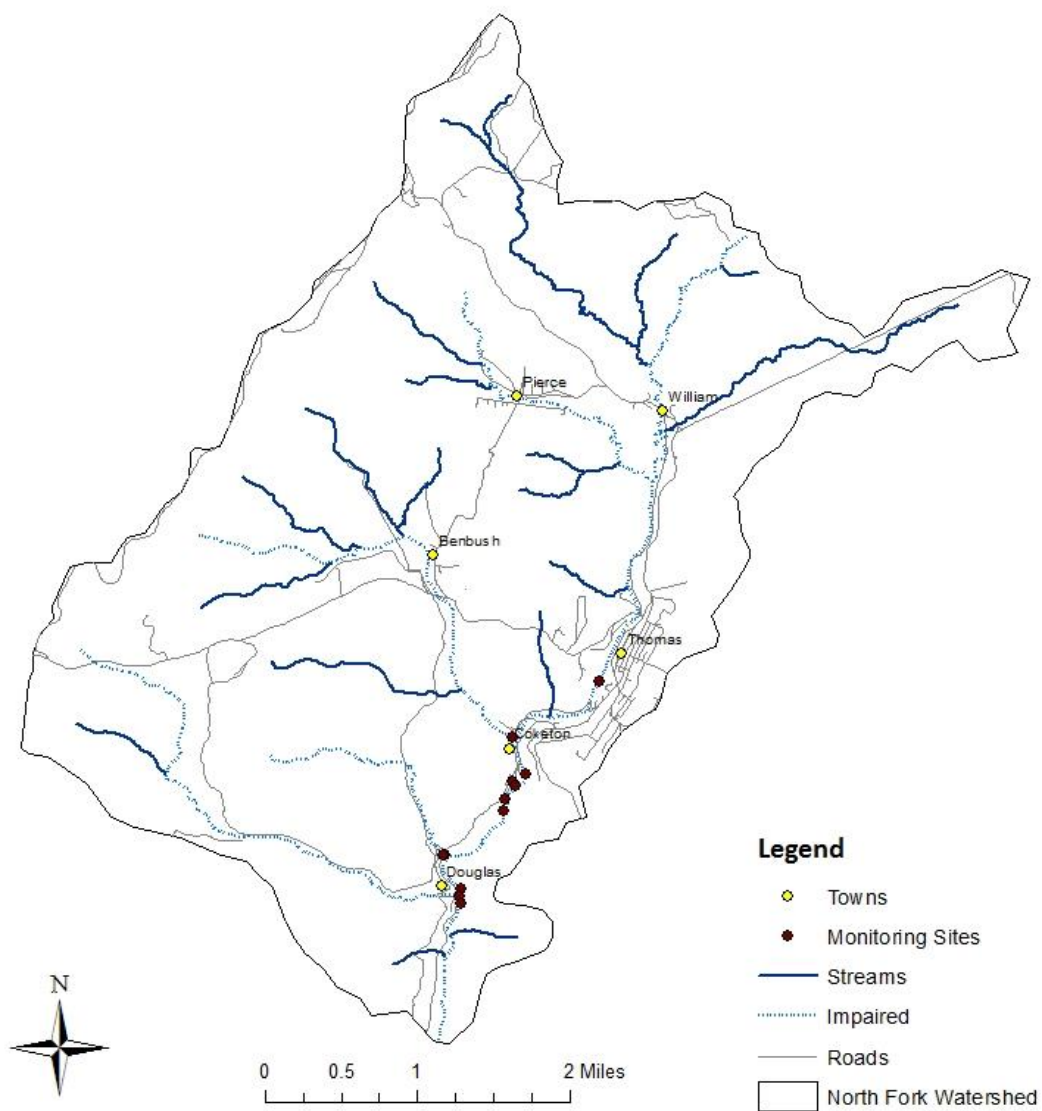 Pierce
William
Benbush
Thomas
Coketon
Douglas
Legend
Towns
Monitoring Sites
Streams
Impaired
Roads
North Fork Watershed
N
0 0.5 1 2 Miles